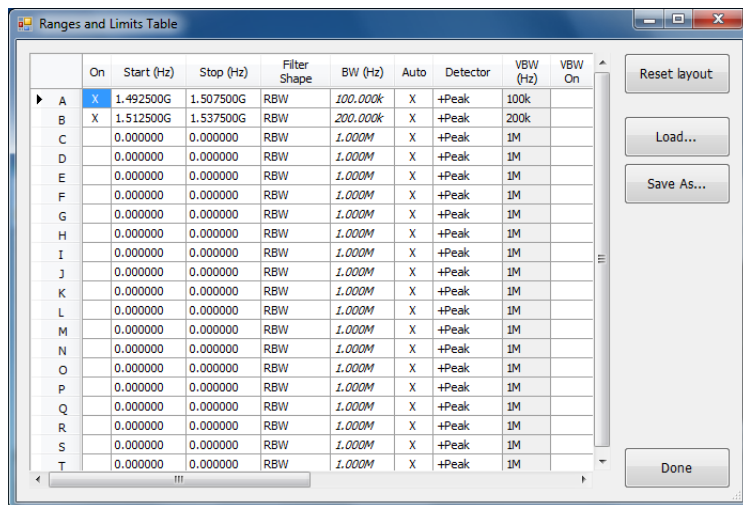 Ranges and Limits Table
On Start (Hz) Stop (Hz) Filter Shape BW (Hz) Auto Detector VBW (Hz) VBW On
A X 1.492500G 1.507500G RBW 100.000k X +Peak 100k
B X 1.512500G 1.537500G RBW 200.000k X +Peak 200k
C 0.000000 0.000000 RBW 1.000M X +Peak 1M
D 0.000000 0.000000 RBW 1.000M X +Peak 1M
E 0.000000 0.000000 RBW 1.000M X +Peak 1M
F 0.000000 0.000000 RBW 1.000M X +Peak 1M
G 0.000000 0.000000 RBW 1.000M X +Peak 1M
H 0.000000 0.000000 RBW 1.000M X +Peak 1M
I 0.000000 0.000000 RBW 1.000M X +Peak 1M
J 0.000000 0.000000 RBW 1.000M X +Peak 1M
K 0.000000 0.000000 RBW 1.000M X +Peak 1M
L 0.000000 0.000000 RBW 1.000M X +Peak 1M
M 0.000000 0.000000 RBW 1.000M X +Peak 1M
N 0.000000 0.000000 RBW 1.000M X +Peak 1M
O 0.000000 0.000000 RBW 1.000M X +Peak 1M
P 0.000000 0.000000 RBW 1.000M X +Peak 1M
Q 0.000000 0.000000 RBW 1.000M X +Peak 1M
R 0.000000 0.000000 RBW 1.000M X +Peak 1M
S 0.000000 0.000000 RBW 1.000M X +Peak 1M
T 0.000000 0.000000 RBW 1.000M X +Peak 1M
Reset layout
Load...
Save As...
Done